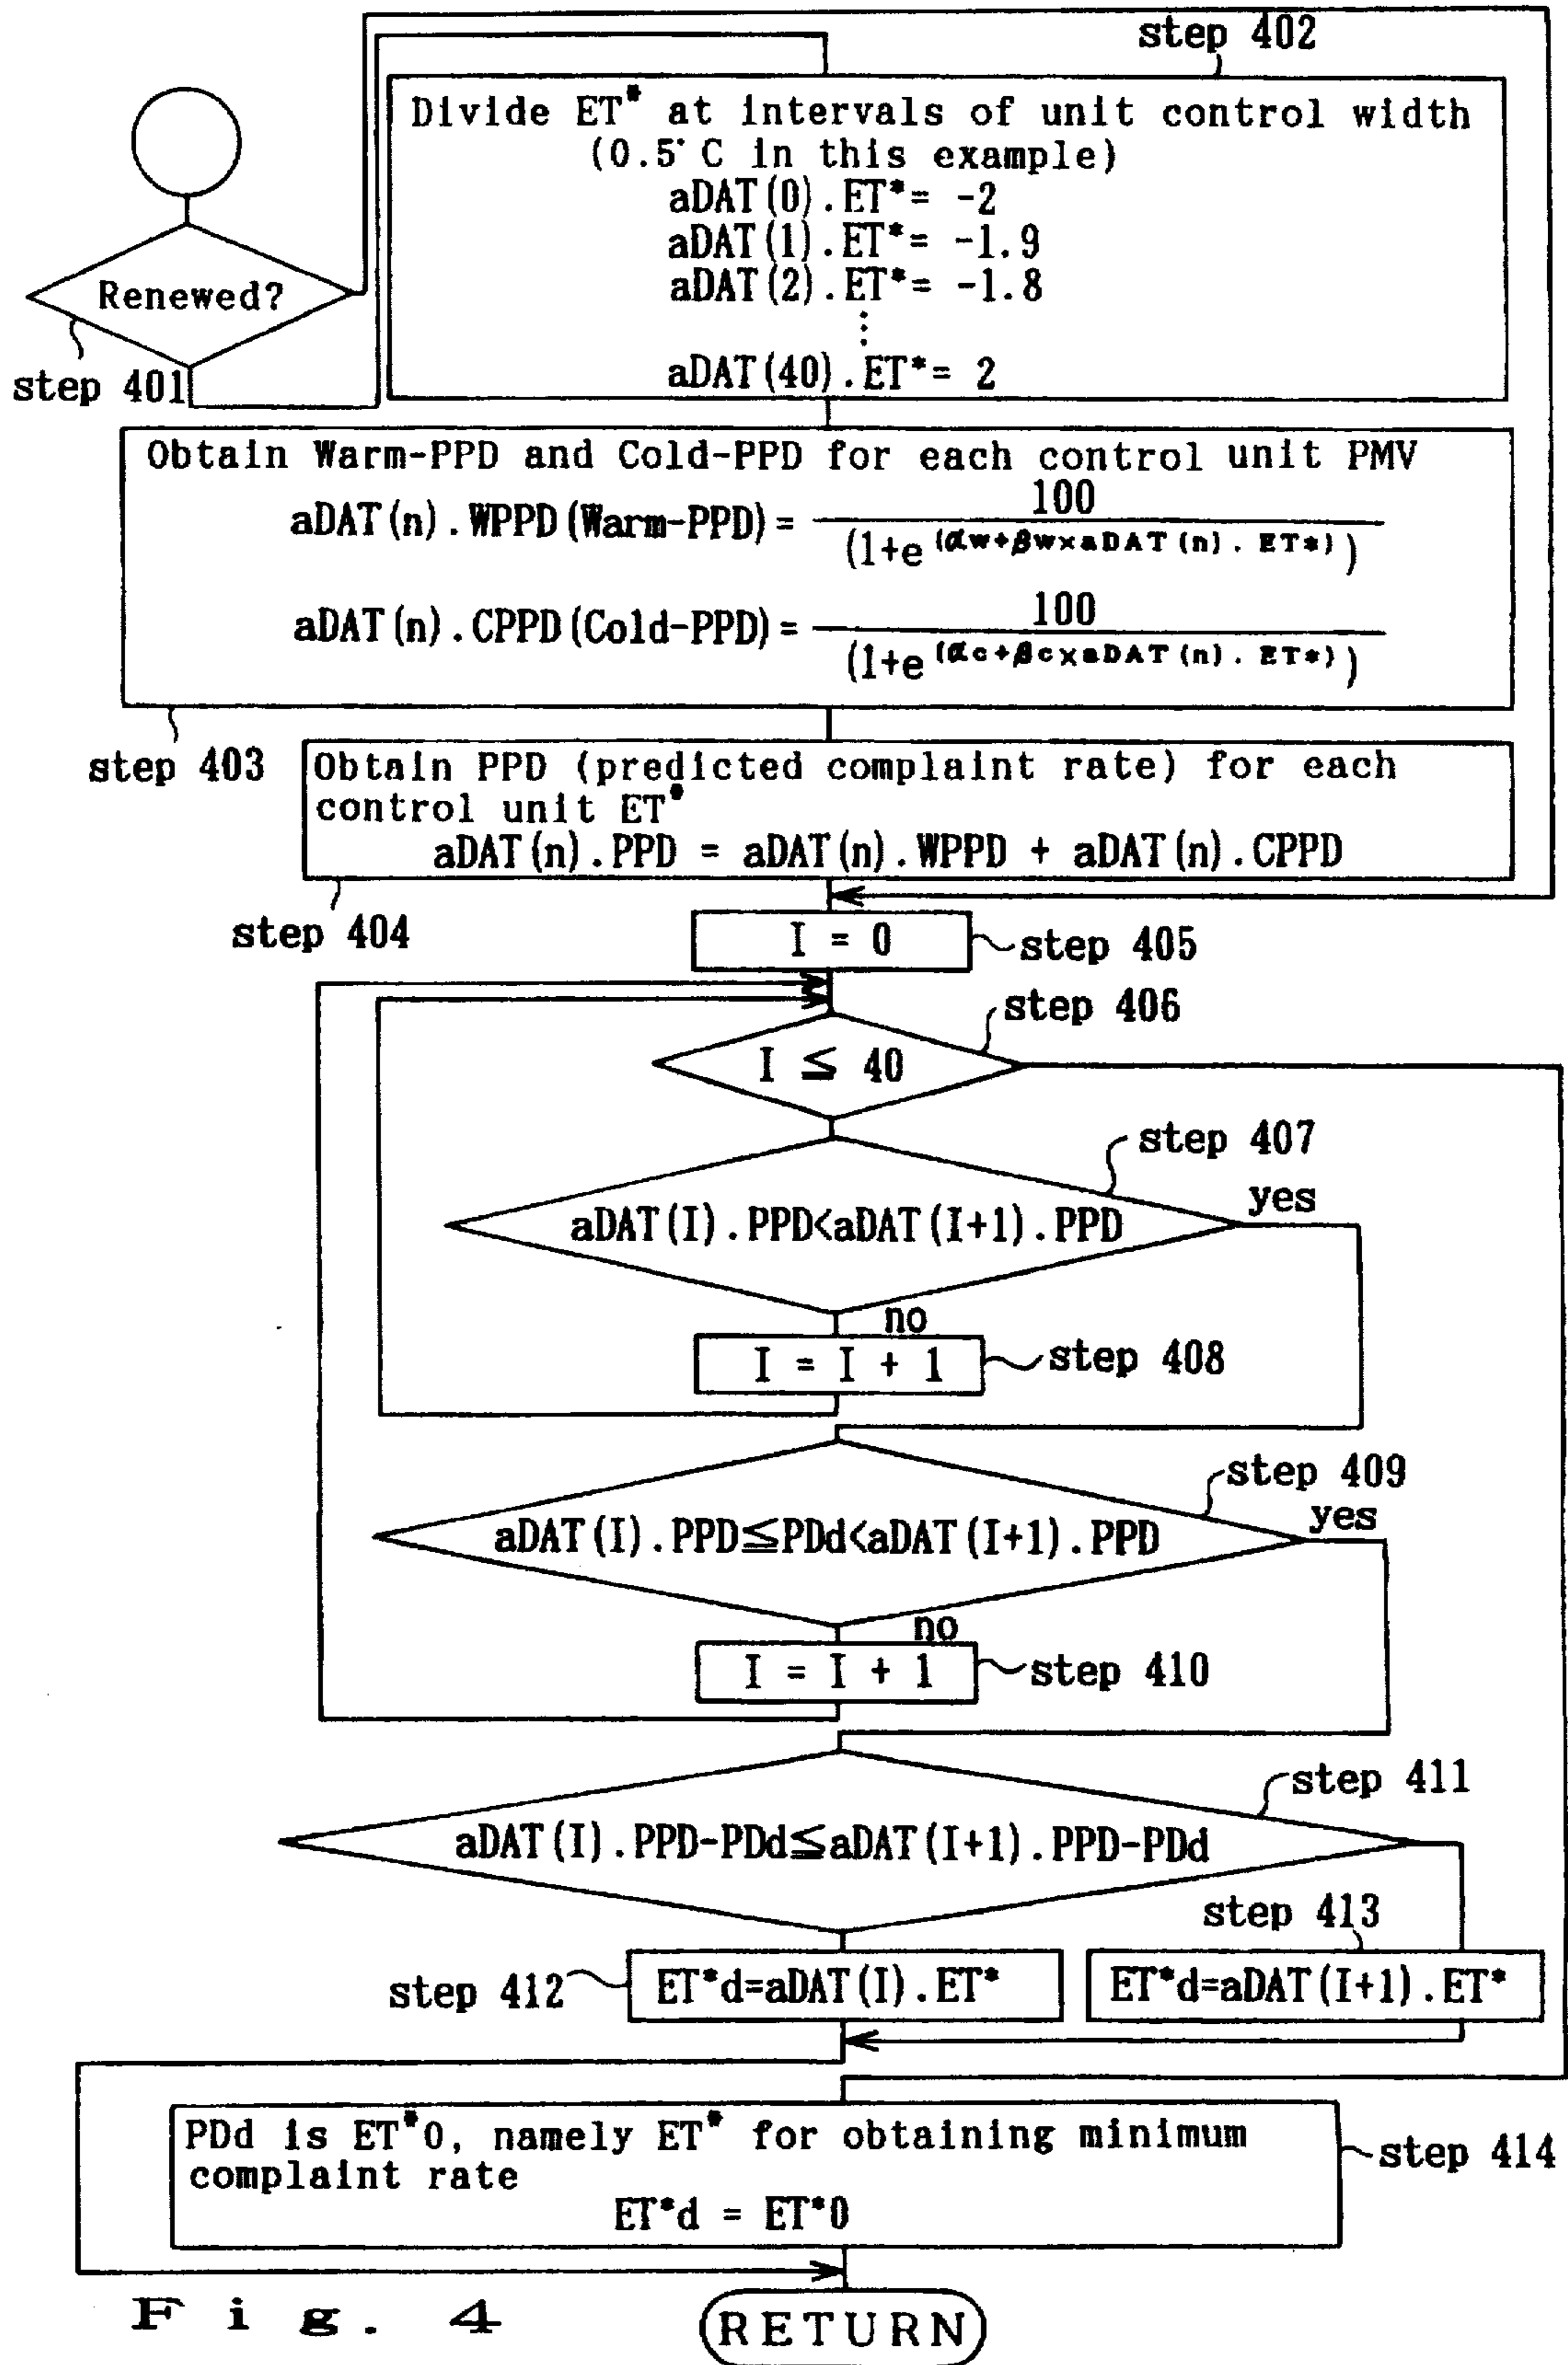 step 402
Divide ET* at intervals of unit control width
(0.5°C in this example)
aDAT(0).ET*= -2
aDAT(1).ET*= -1.9
aDAT(2).ET*= -1.8
⋮
aDAT(40).ET*= 2
Renewed?
step 401
Obtain Warm-PPD and Cold-PPD for each control unit PMV
aDAT(n).WPPD(Warm-PPD)= 100
(1+e(αw+βw×aDAT(n).ET*))
aDAT(n).CPPD(Cold-PPD)= 100
(1+e(αc+βc×aDAT(n).ET*))
step 403
Obtain PPD (predicted complaint rate) for each
control unit ET*
aDAT(n).PPD = aDAT(n).WPPD + aDAT(n).CPPD
step 404
I = 0
step 405
step 406
I ≦ 40
step 407
aDAT(I).PPD<aDAT(I+1).PPD
yes
no
I = I + 1
step 408
step 409
aDAT(I).PPD≦PDd<aDAT(I+1).PPD
yes
no
I = I + 1
step 410
step 411
aDAT(I).PPD-PDd≦aDAT(I+1).PPD-PDd
step 413
step 412
ET*d=aDAT(I).ET*
ET*d=aDAT(I+1).ET*
PDd is ET*0, namely ET* for obtaining minimum
complaint rate
ET*d = ET*0
step 414
Fig. 4
RETURN